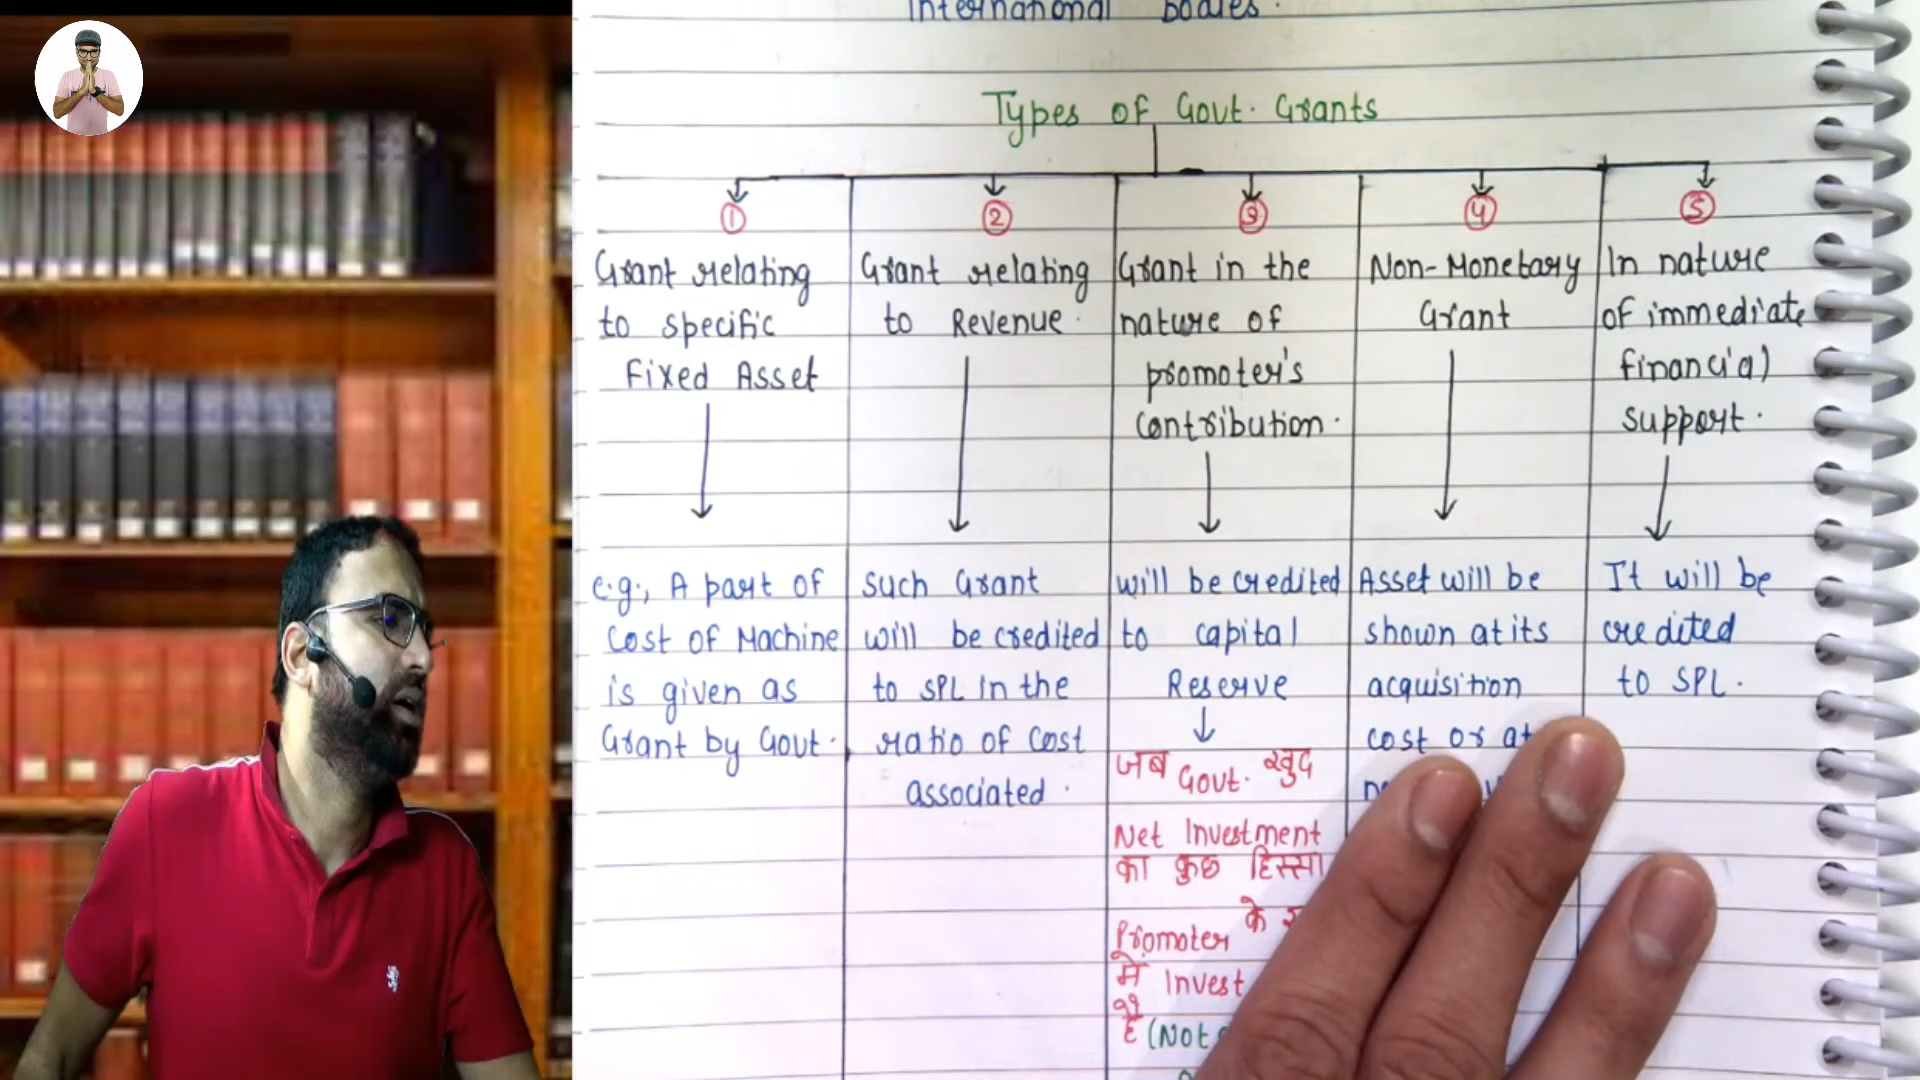 International bodies.
Types of Govt. Grants
①
②
③
④
⑤
Grant relating
to specific
Fixed Asset
Grant relating
to Revenue.
Grant in the
nature of
promoter's
contribution.
Non-Monetary
Grant
In nature
of immediate
financial
support.
e.g., A part of
cost of Machine
is given as
Grant by Govt.
such Grant
will be credited
to SPL in the
ratio of cost
associated.
will be credited
to capital
Reserve
जब Govt. खुद
Net Investment
का कुछ हिस्सा
Promoter के
में Invest
है (Not
Asset will be
shown at its
acquisition
cost or at
It will be
credited
to SPL.